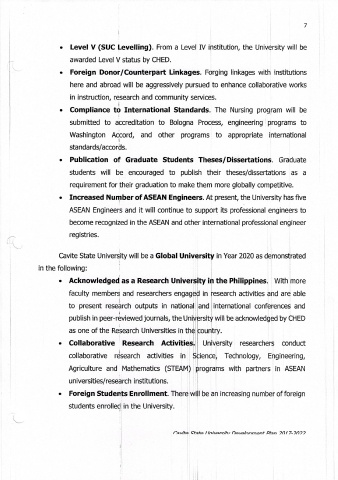 7
• Level V (SUC Levelling). From a Level IV institution, the University will be
awarded Level V status by CHED.
• Foreign Donor/Counterpart Linkages. Forging linkages with institutions
here and abroad will be aggressively pursued to enhance collaborative works
in instruction, research and community services.
• Compliance to International Standards. The Nursing program will be
submitted to accreditation to Bologna Process, engineering programs to
Washington Accord, and other programs to appropriate international
standards/accords.
• Publication of Graduate Students Theses/Dissertations. Graduate
students will be encouraged to publish their theses/dissertations as a
requirement for their graduation to make them more globally competitive.
• Increased Number of ASEAN Engineers. At present, the University has five
ASEAN Engineers and it will continue to support its professional engineers to
become recognized in the ASEAN and other international professional engineer
registries.
Cavite State University will be a Global University in Year 2020 as demonstrated
in the following:
• Acknowledged as a Research University in the Philippines. With more
faculty members and researchers engaged in research activities and are able
to present research outputs in national and international conferences and
publish in peer-reviewed journals, the University will be acknowledged by CHED
as one of the Research Universities in the country.
• Collaborative Research Activities. University researchers conduct
collaborative research activities in Science, Technology, Engineering,
Agriculture and Mathematics (STEAM) programs with partners in ASEAN
universities/research institutions.
• Foreign Students Enrollment. There will be an increasing number of foreign
students enrolled in the University.
Cavite State University Development Plan 2017-2022